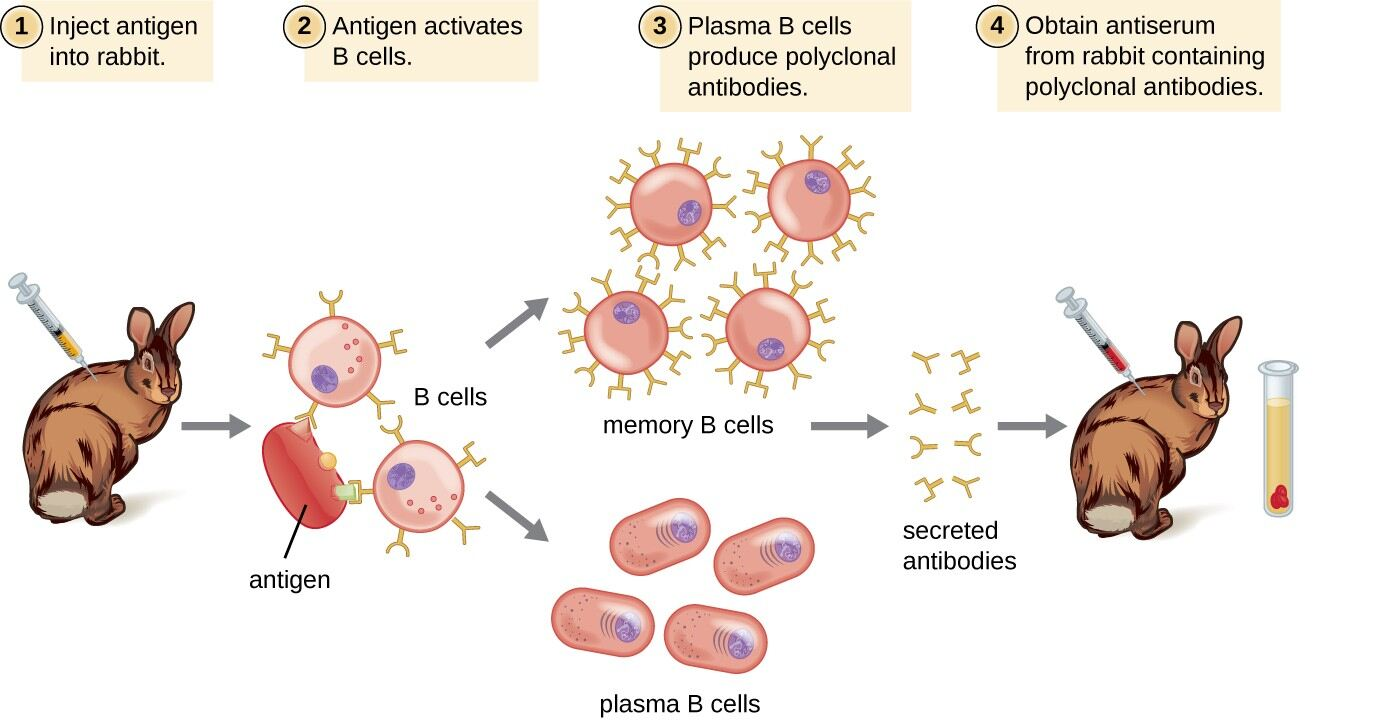 1 Inject antigen
into rabbit.
2 Antigen activates
B cells.
3 Plasma B cells
produce polyclonal
antibodies.
4 Obtain antiserum
from rabbit containing
polyclonal antibodies.
B cells
antigen
memory B cells
plasma B cells
secreted
antibodies